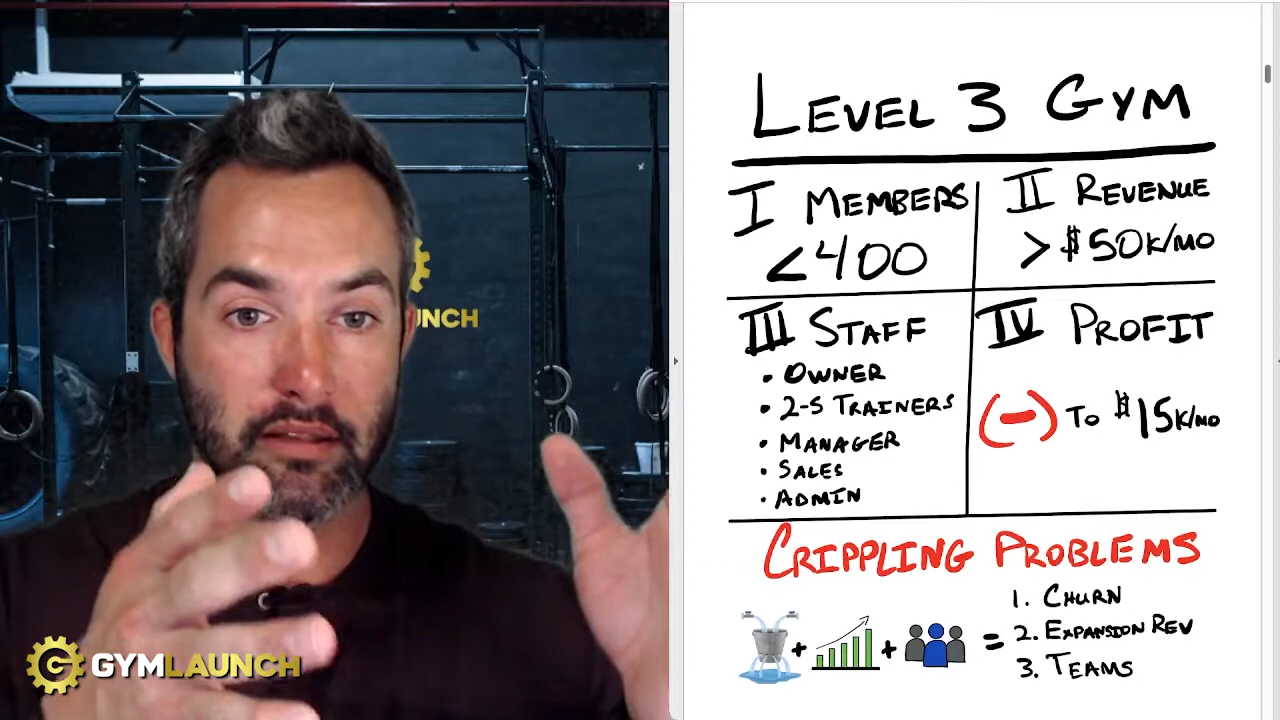 LEVEL 3 GYM
I MEMBERS
<400
II REVENUE
> $50K/MO
III STAFF
• OWNER
• 2-5 TRAINERS
• MANAGER
• SALES
• ADMIN
IV PROFIT
(-) TO $15K/MO
CRIPPLING PROBLEMS
+ + =
1. CHURN
2. EXPANSION REV
3. TEAMS
UNCH
GYMLAUNCH